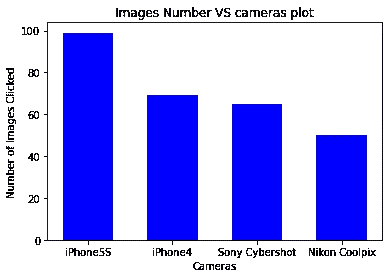 Images Number VS cameras plot
Number of Images Clicked
100
80
60
40
20
0
iPhone5S iPhone4 Sony Cybershot Nikon Coolpix
Cameras